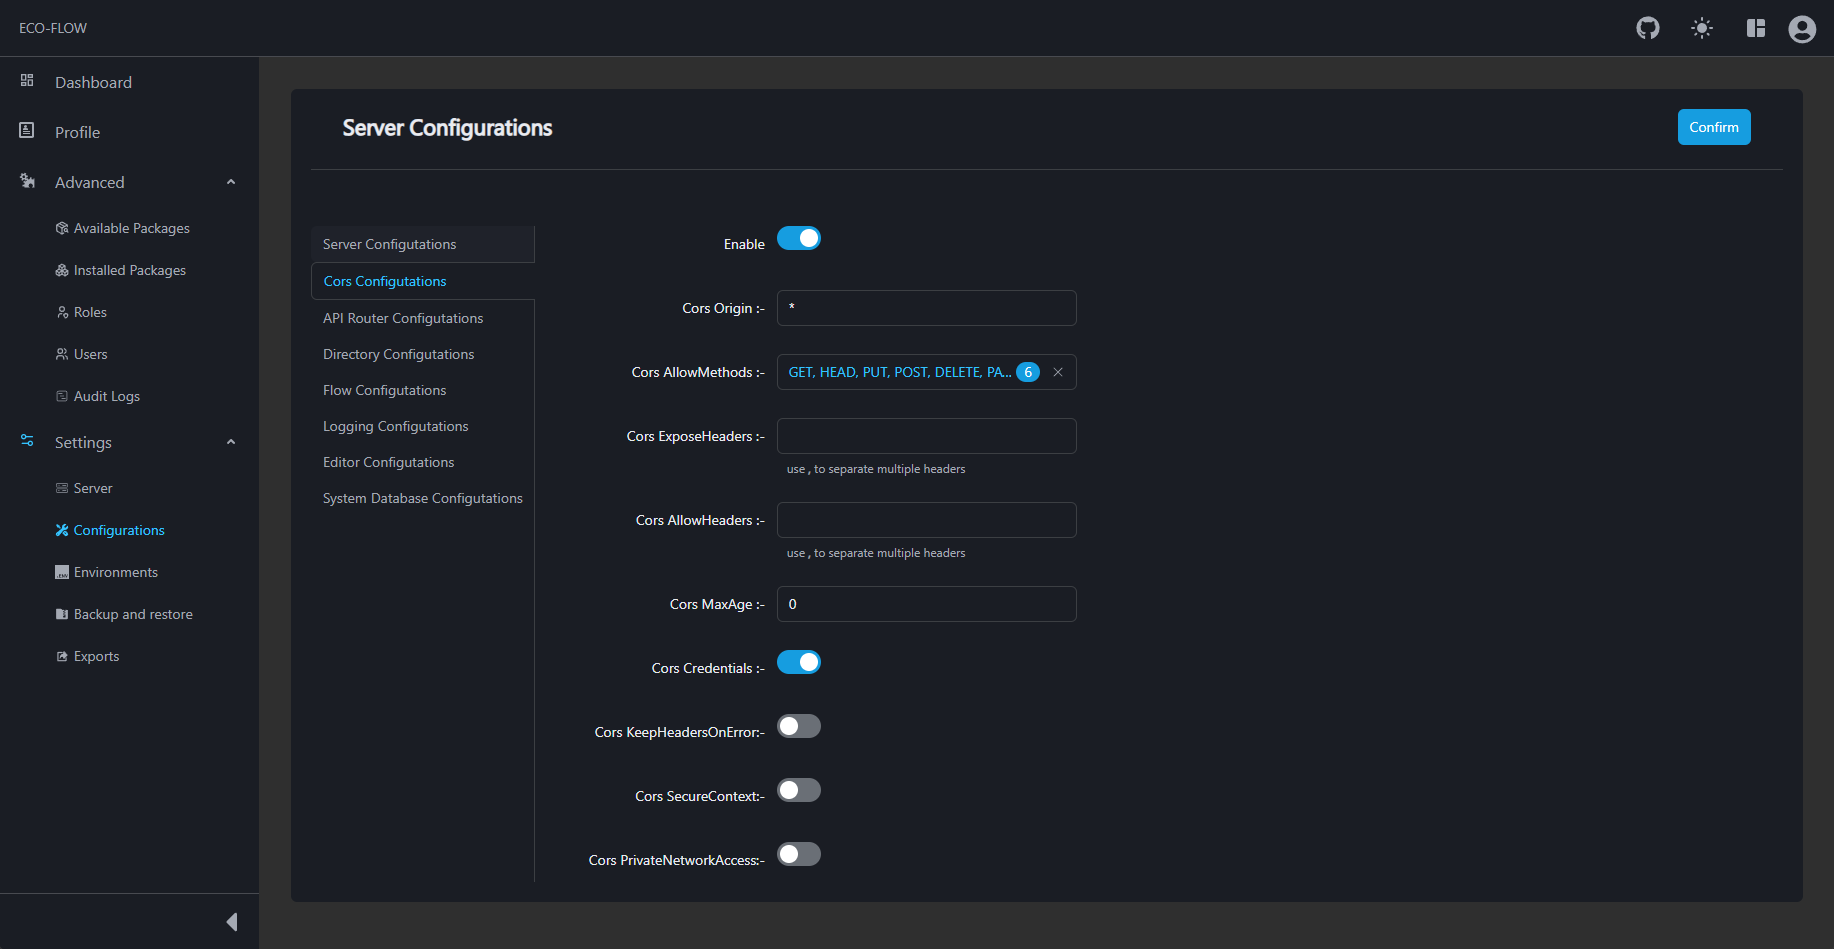 ECO-FLOW
Dashboard
Profile
Advanced
Available Packages
Installed Packages
Roles
Users
Audit Logs
Settings
Server
Configurations
.ENV Environments
Backup and restore
Exports
Server Configurations
Confirm
Server Configutations
Cors Configutations
API Router Configutations
Directory Configutations
Flow Configutations
Logging Configutations
Editor Configutations
System Database Configutations
Enable
Cors Origin :- *
Cors AllowMethods :- GET, HEAD, PUT, POST, DELETE, PA... 6
Cors ExposeHeaders :-
use , to separate multiple headers
Cors AllowHeaders :-
use , to separate multiple headers
Cors MaxAge :- 0
Cors Credentials :-
Cors KeepHeadersOnError:-
Cors SecureContext:-
Cors PrivateNetworkAccess:-